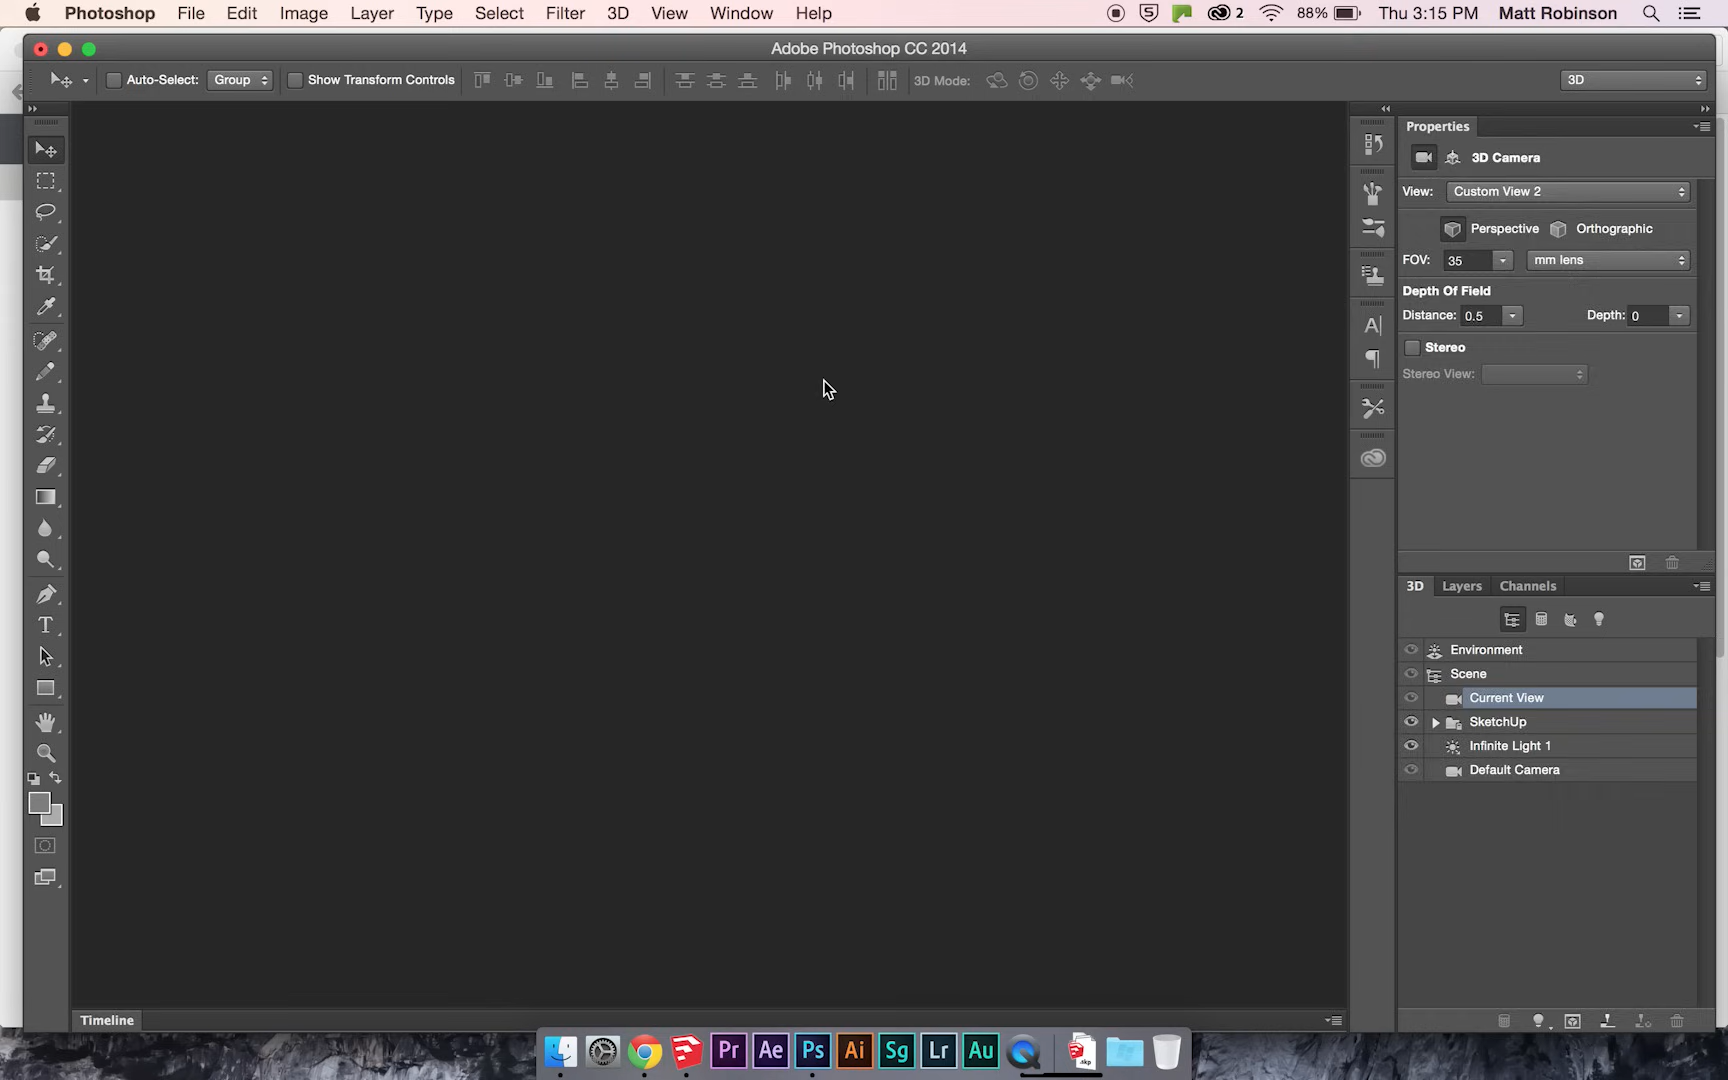 Photoshop File Edit Image Layer Type Select Filter 3D View Window Help 2 88% Thu 3:15 PM Matt Robinson
Adobe Photoshop CC 2014
Auto-Select: Group Show Transform Controls 3D Mode: 3D
Properties
3D Camera
View: Custom View 2
Perspective Orthographic
FOV: 35 mm lens
Depth Of Field
Distance: 0.5 Depth: 0
Stereo
Stereo View:
3D Layers Channels
Environment
Scene
Current View
SketchUp
Infinite Light 1
Default Camera
Timeline
Pr Ae Ps Ai Sg Lr Au .skp